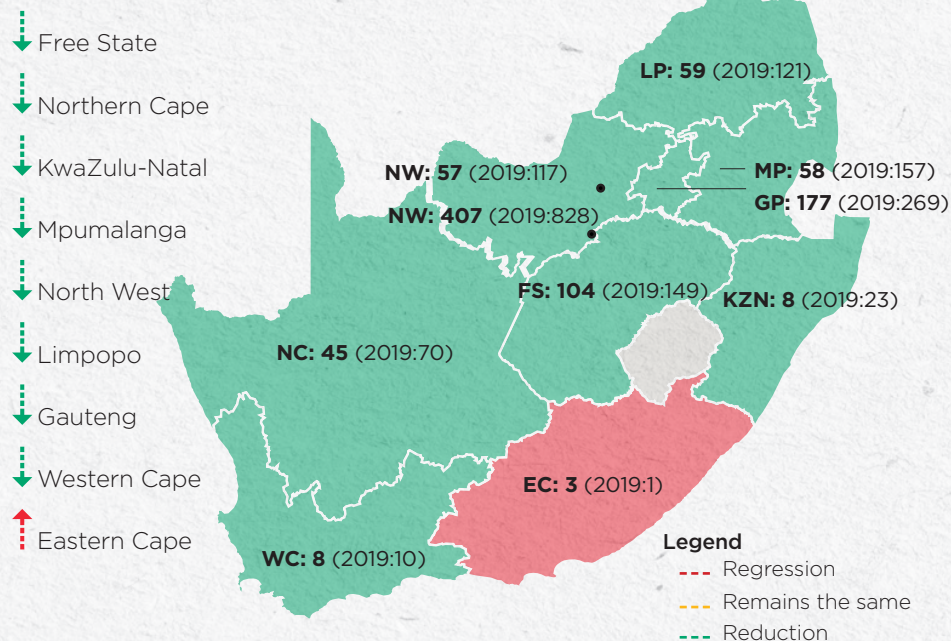 Free State
Northern Cape
KwaZulu-Natal
Mpumalanga
North West
Limpopo
Gauteng
Western Cape
Eastern Cape
LP: 59 (2019:121)
NW: 57 (2019:117)
MP: 58 (2019:157)
GP: 177 (2019:269)
NW: 407 (2019:828)
FS: 104 (2019:149)
KZN: 8 (2019:23)
NC: 45 (2019:70)
EC: 3 (2019:1)
WC: 8 (2019:10)
Legend
Regression
Remains the same
Reduction